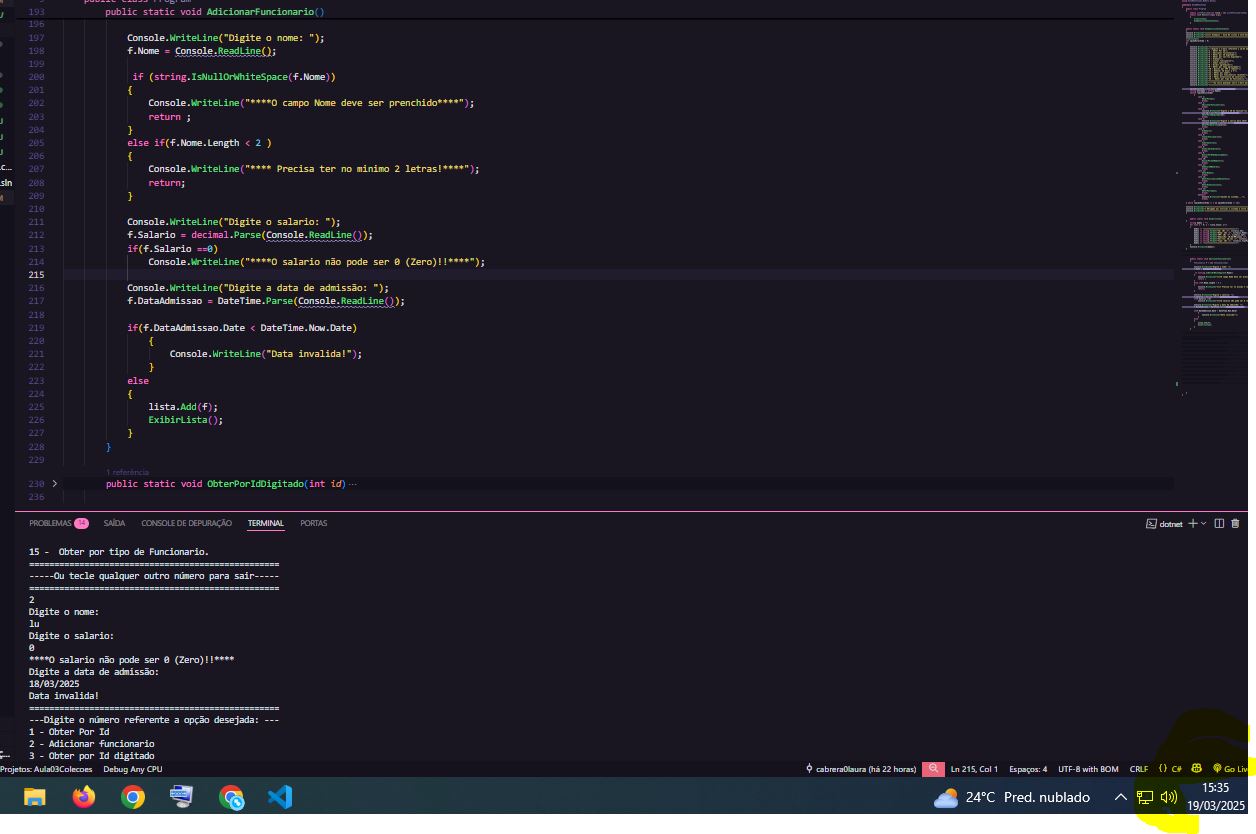 public class Program
193 public static void AdicionarFuncionario()
196
197 Console.WriteLine("Digite o nome: ");
198 f.Nome = Console.ReadLine();
199
200 if (string.IsNullOrWhiteSpace(f.Nome))
201 {
202 Console.WriteLine("****O campo Nome deve ser prenchido****");
203 return ;
204 }
205 else if(f.Nome.Length < 2 )
206 {
207 Console.WriteLine("**** Precisa ter no minimo 2 letras!****");
208 return;
209 }
210
211 Console.WriteLine("Digite o salario: ");
212 f.Salario = decimal.Parse(Console.ReadLine());
213 if(f.Salario ==0)
214 Console.WriteLine("****O salario não pode ser 0 (Zero)!!****");
215
216 Console.WriteLine("Digite a data de admissão: ");
217 f.DataAdmissao = DateTime.Parse(Console.ReadLine());
218
219 if(f.DataAdmissao.Date < DateTime.Now.Date)
220 {
221 Console.WriteLine("Data invalida!");
222 }
223 else
224 {
225 lista.Add(f);
226 ExibirLista();
227 }
228 }
229
1 referência
230 public static void ObterPorIdDigitado(int id) ...
236
PROBLEMAS 14 SAÍDA CONSOLE DE DEPURAÇÃO TERMINAL PORTAS
dotnet
15 - Obter por tipo de Funcionario.
==================================================
-----Ou tecle qualquer outro número para sair-----
==================================================
2
Digite o nome:
lu
Digite o salario:
0
****O salario não pode ser 0 (Zero)!!****
Digite a data de admissão:
18/03/2025
Data invalida!
==================================================
---Digite o número referente a opção desejada: ---
1 - Obter Por Id
2 - Adicionar funcionario
3 - Obter por Id digitado
Projetos: Aula03Colecoes Debug Any CPU cabrera0laura (há 22 horas) Ln 215, Col 1 Espaços: 4 UTF-8 with BOM CRLF {} C# Go Live
24°C Pred. nublado 15:35
19/03/2025